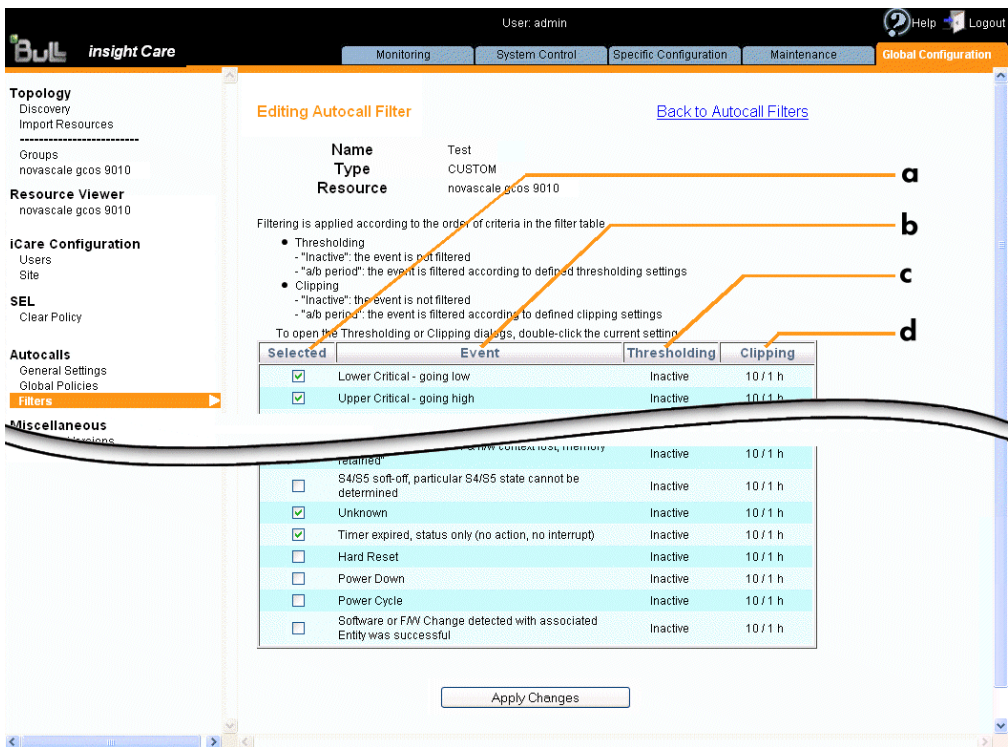 User: admin
Help
Logout
Bull
insight Care
Monitoring
System Control
Specific Configuration
Maintenance
Global Configuration
Topology
Discovery
Import Resources
--------------------------
Groups
novascale gcos 9010
Resource Viewer
novascale gcos 9010
iCare Configuration
Users
Site
SEL
Clear Policy
Autocalls
General Settings
Global Policies
Filters
Miscellaneous
Editing Autocall Filter
Back to Autocall Filters
Name Test
Type CUSTOM
Resource novascale gcos 9010
a
b
c
d
Filtering is applied according to the order of criteria in the filter table
● Thresholding
- "Inactive": the event is not filtered
- "a/b period": the event is filtered according to defined thresholding settings
● Clipping
- "Inactive": the event is not filtered
- "a/b period": the event is filtered according to defined clipping settings
To open the Thresholding or Clipping dialogs, double-click the current setting
Selected Event Thresholding Clipping
Lower Critical - going low Inactive 10 / 1 h
Upper Critical - going high Inactive 10 / 1 h
context lost, memory
retained" Inactive 10 / 1 h
S4/S5 soft-off, particular S4/S5 state cannot be
determined Inactive 10 / 1 h
Unknown Inactive 10 / 1 h
Timer expired, status only (no action, no interrupt) Inactive 10 / 1 h
Hard Reset Inactive 10 / 1 h
Power Down Inactive 10 / 1 h
Power Cycle Inactive 10 / 1 h
Software or F/W Change detected with associated
Entity was successful Inactive 10 / 1 h
Apply Changes